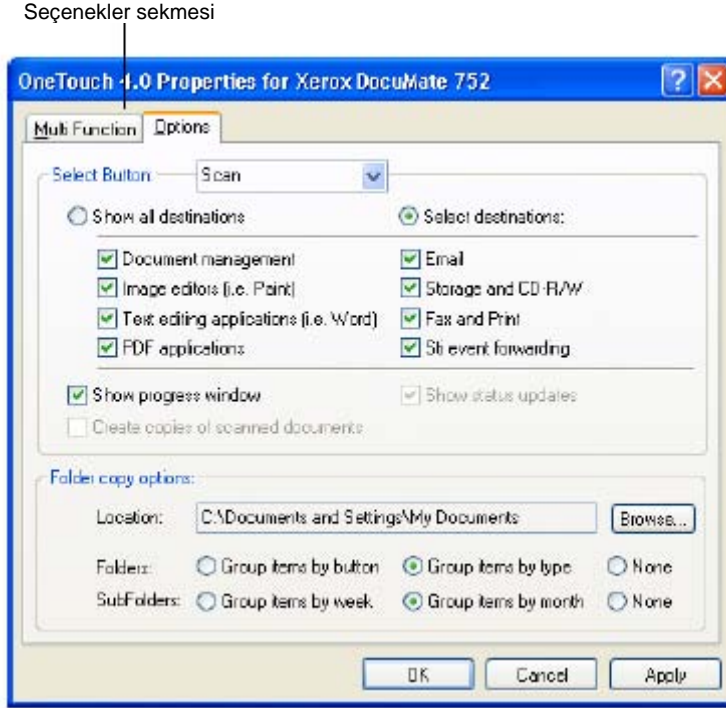 Seçenekler sekmesi
OneTouch 4.0 Properties for Xerox DocuMate 752
Multi Function Options
Select Button: Scan
Show all destinations Select destinations:
Document management Email
Image editors (i.e. Paint) Storage and CD-R/W
Text editing applications (i.e. Word) Fax and Print
PDF applications Sti event forwarding
Show progress window Show status updates
Create copies of scanned documents
Folder copy options:
Location: C:\Documents and Settings\My Documents Browse...
Folders: Group items by button Group items by type None
SubFolders: Group items by week Group items by month None
OK Cancel Apply